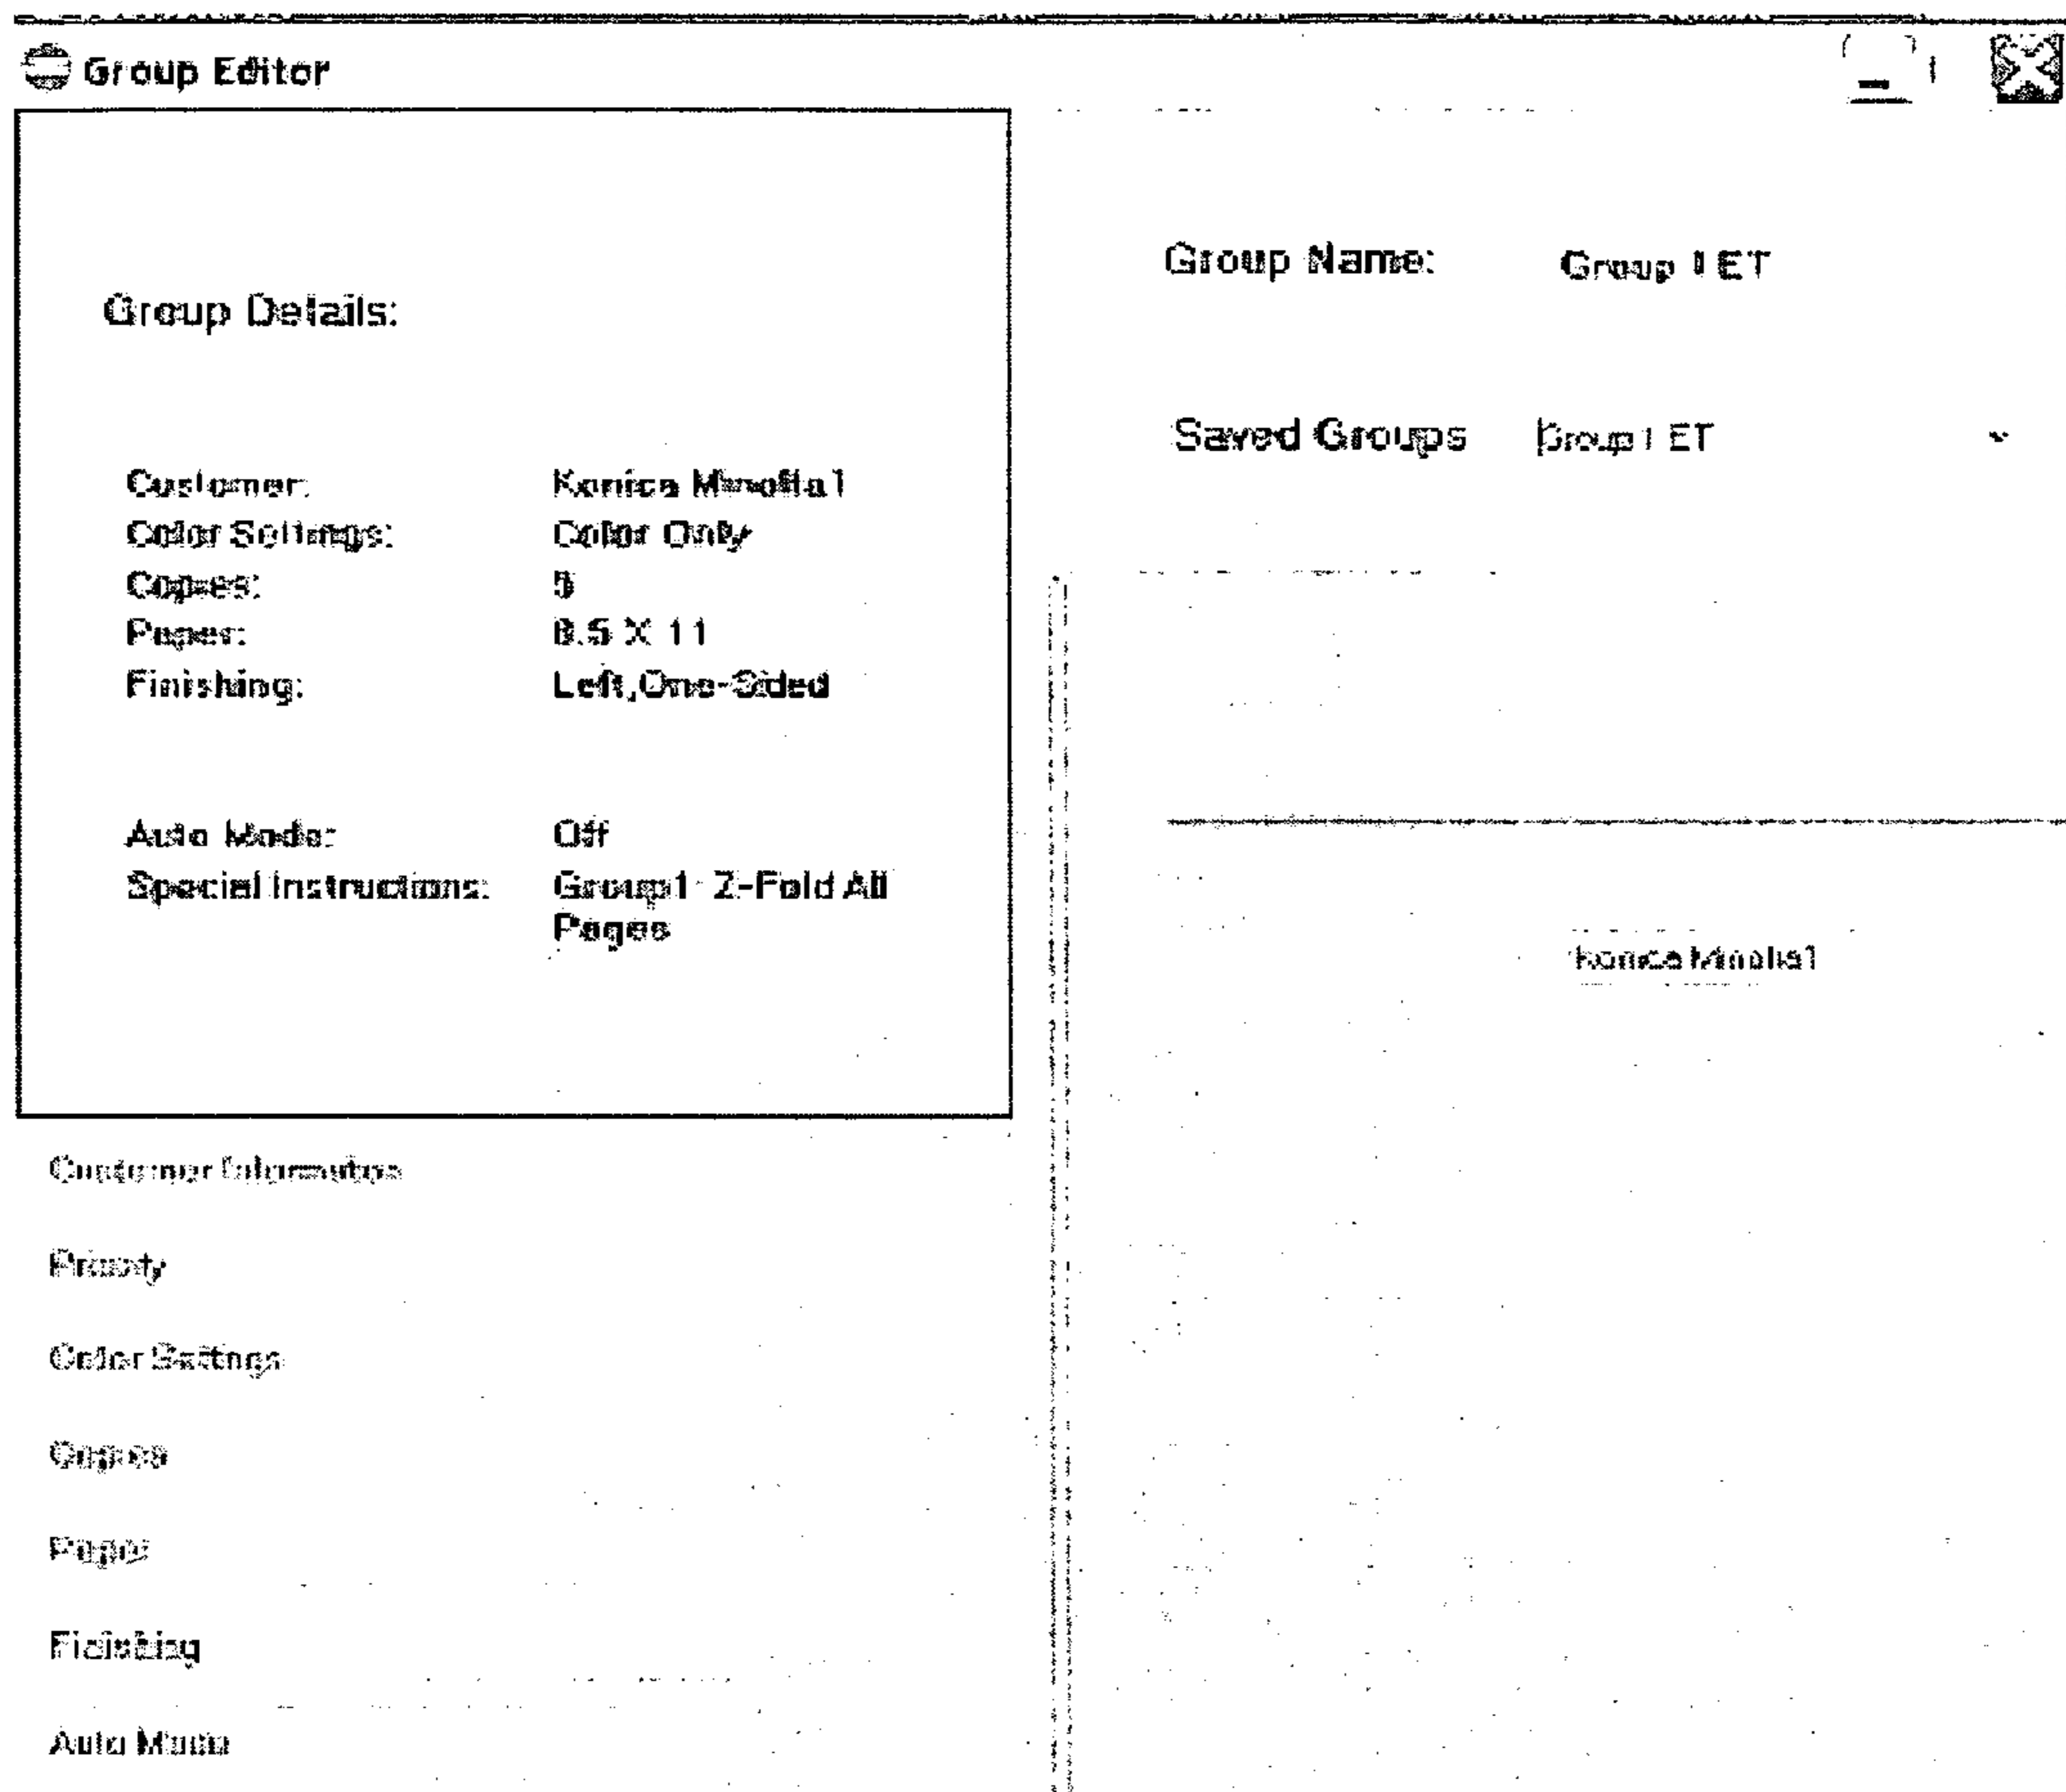 Group Editor
Group Details:
Customer: Konica Minolta1
Color Settings: Color Only
Copies: 5
Paper: 8.5 X 11
Finishing: Left,One-Sided
Auto Mode: Off
Special Instructions: Group1 Z-Fold All
Pages
Customer Information
Priority
Color Settings
Copies
Paper
Finishing
Auto Mode
Group Name: Group 1 ET
Saved Groups Group 1 ET
Konica Minolta1